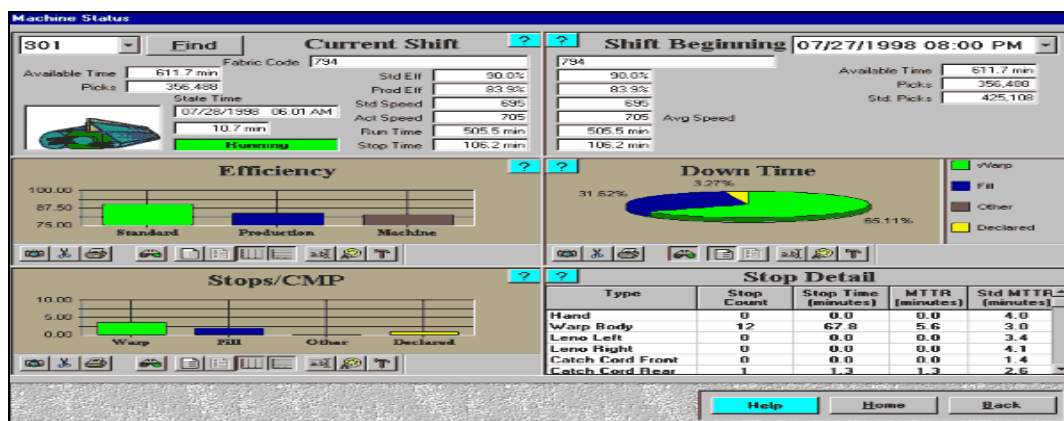 Machine Status
S01 Find Current Shift ?
Fabric Code 794
Available Time 611.7 min Std Eff 90.0%
Picks 356,488 Prod Eff 83.9%
State Time Std Speed 695
07/28/1998 06:01 AM Act Speed 705
10.7 min Run Time 505.5 min
Running Stop Time 106.2 min
? Shift Beginning 07/27/1998 08:00 PM
794
90.0% Available Time 611.7 min
83.9% Picks 356,488
695 Std. Picks 425,108
705 Avg Speed
505.5 min
106.2 min
Efficiency ?
100.00
87.50
75.00
Standard Production Machine
? Down Time
3.27%
31.62%
65.11%
Warp
Fill
Other
Declared
Stops/CMP ?
10.00
5.00
0.00
Warp Fill Other Declared
? Stop Detail
Type Stop Count Stop Time (minutes) MTTR (minutes) Std MTTR (minutes)
Hand 0 0.0 0.0 4.0
Warp Body 12 67.8 5.6 3.0
Leno Left 0 0.0 0.0 3.4
Leno Right 0 0.0 0.0 4.1
Catch Cord Front 0 0.0 0.0 1.4
Catch Cord Rear 1 1.3 1.3 2.6
Help Home Back